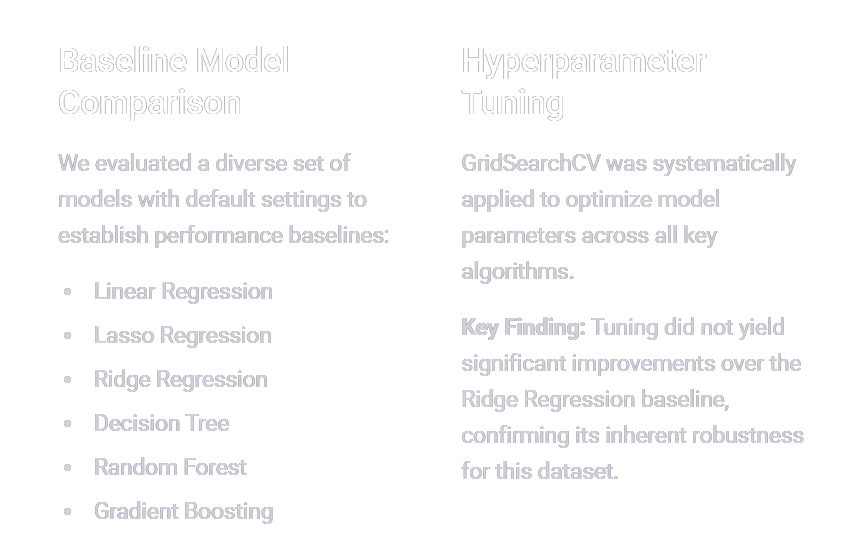 Baseline Model
Comparison
We evaluated a diverse set of
models with default settings to
establish performance baselines:
• Linear Regression
• Lasso Regression
• Ridge Regression
• Decision Tree
• Random Forest
• Gradient Boosting
Hyperparameter
Tuning
GridSearchCV was systematically
applied to optimize model
parameters across all key
algorithms.
Key Finding: Tuning did not yield
significant improvements over the
Ridge Regression baseline,
confirming its inherent robustness
for this dataset.